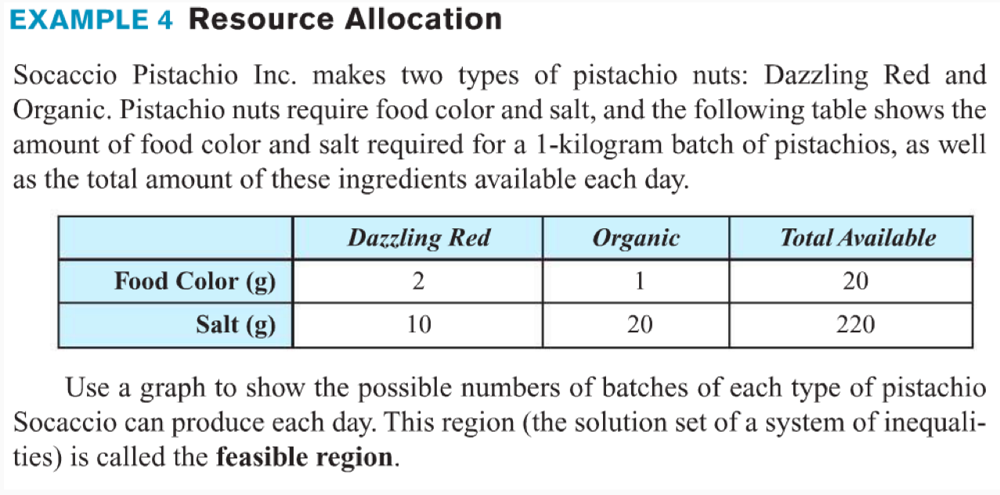 EXAMPLE 4 Resource Allocation
Socaccio Pistachio Inc. makes two types of pistachio nuts: Dazzling Red and
Organic. Pistachio nuts require food color and salt, and the following table shows the
amount of food color and salt required for a 1-kilogram batch of pistachios, as well
as the total amount of these ingredients available each day.
Dazzling Red Organic Total Available
Food Color (g) 2 1 20
Salt (g) 10 20 220
Use a graph to show the possible numbers of batches of each type of pistachio
Socaccio can produce each day. This region (the solution set of a system of inequali-
ties) is called the feasible region.